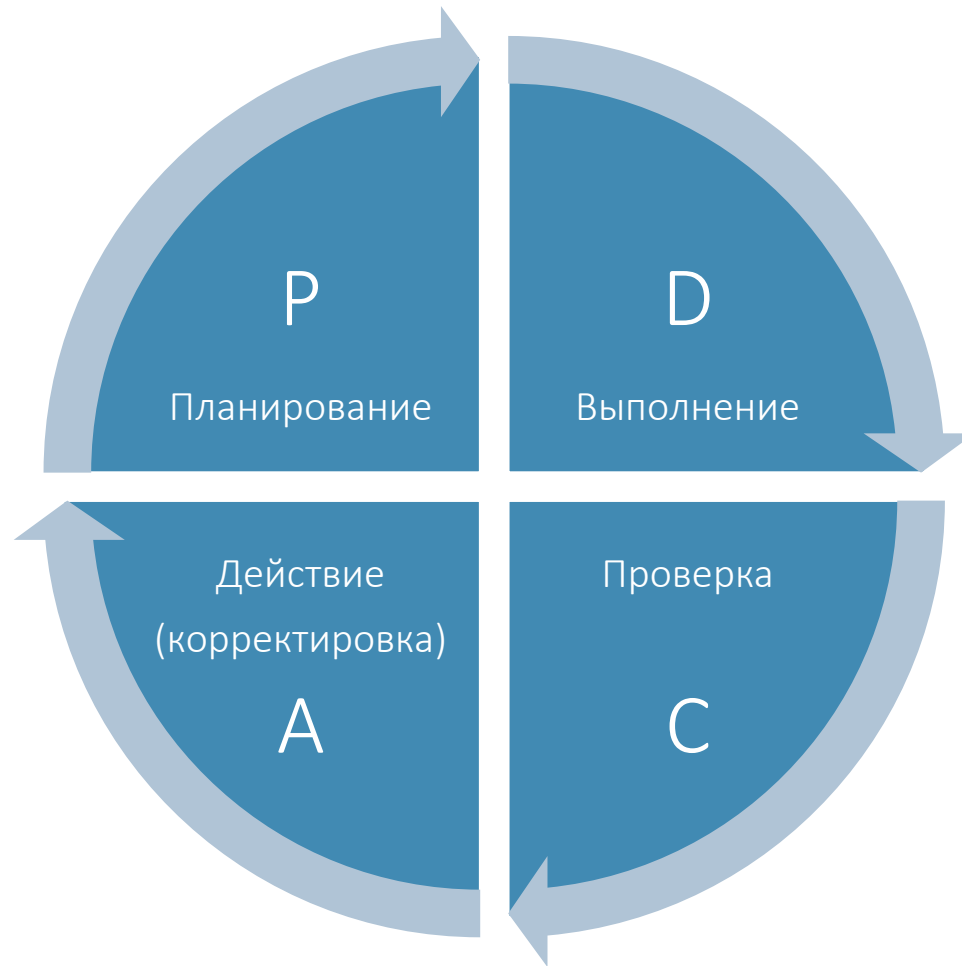 P
Планирование
D
Выполнение
Действие
(корректировка)
A
Проверка
C